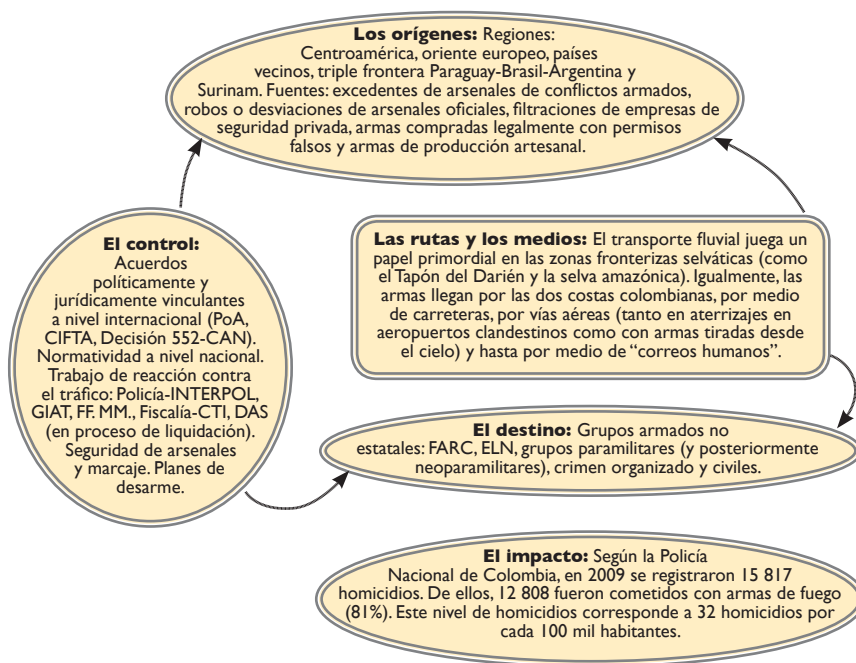 Los orígenes: Regiones:
Centroamérica, oriente europeo, países
vecinos, triple frontera Paraguay-Brasil-Argentina y
Surinam. Fuentes: excedentes de arsenales de conflictos armados,
robos o desviaciones de arsenales oficiales, filtraciones de empresas de
seguridad privada, armas compradas legalmente con permisos
falsos y armas de producción artesanal.
El control:
Acuerdos
políticamente y
jurídicamente vinculantes
a nivel internacional (PoA,
CIFTA, Decisión 552-CAN).
Normatividad a nivel nacional.
Trabajo de reacción contra
el tráfico: Policía-INTERPOL,
GIAT, FF. MM., Fiscalía-CTI, DAS
(en proceso de liquidación).
Seguridad de arsenales
y marcaje. Planes de
desarme.
Las rutas y los medios: El transporte fluvial juega un
papel primordial en las zonas fronterizas selváticas (como
el Tapón del Darién y la selva amazónica). Igualmente, las
armas llegan por las dos costas colombianas, por medio
de carreteras, por vías aéreas (tanto en aterrizajes en
aeropuertos clandestinos como con armas tiradas desde
el cielo) y hasta por medio de “correos humanos”.
El destino: Grupos armados no
estatales: FARC, ELN, grupos paramilitares (y posteriormente
neoparamilitares), crimen organizado y civiles.
El impacto: Según la Policía
Nacional de Colombia, en 2009 se registraron 15 817
homicidios. De ellos, 12 808 fueron cometidos con armas de fuego
(81%). Este nivel de homicidios corresponde a 32 homicidios por
cada 100 mil habitantes.